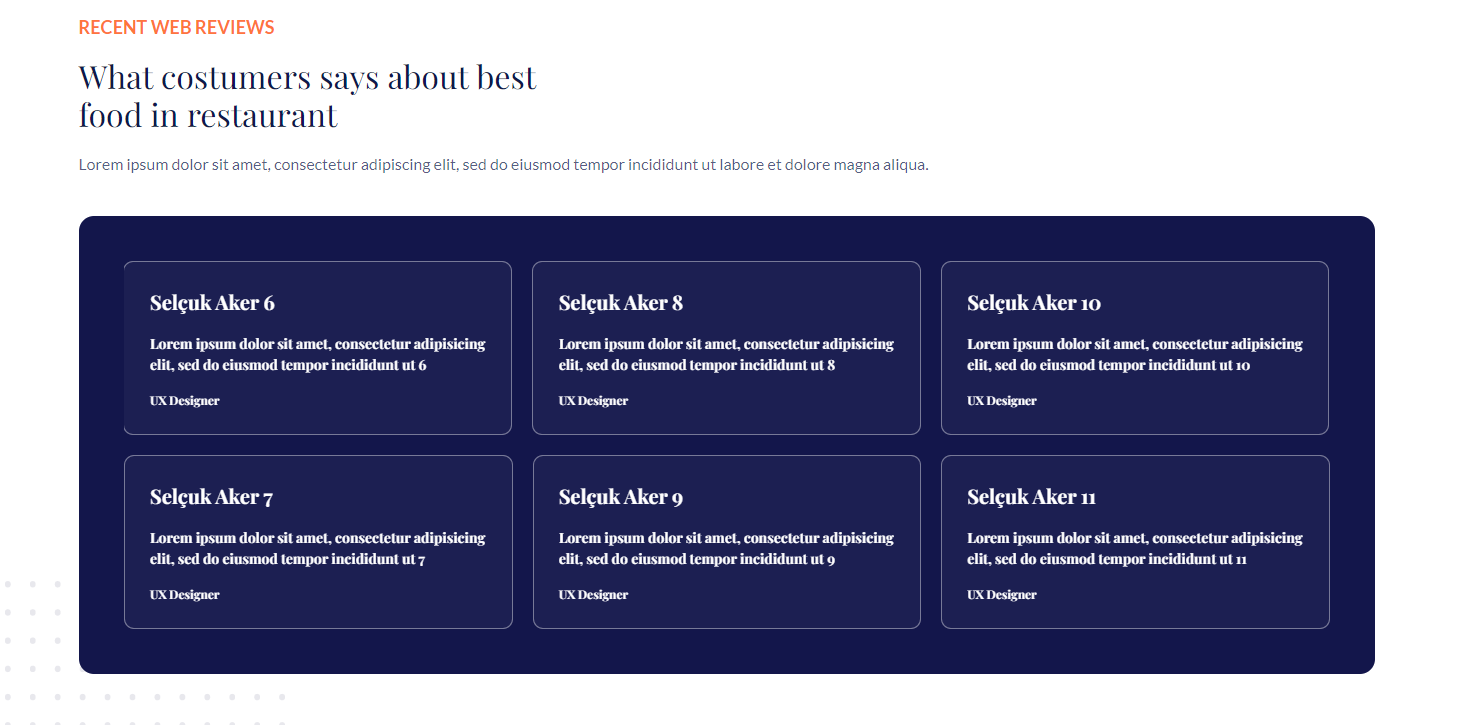 RECENT WEB REVIEWS
What costumers says about best
food in restaurant
Lorem ipsum dolor sit amet, consectetur adipiscing elit, sed do eiusmod tempor incididunt ut labore et dolore magna aliqua.
Selçuk Aker 6
Lorem ipsum dolor sit amet, consectetur adipisicing
elit, sed do eiusmod tempor incididunt ut 6
UX Designer
Selçuk Aker 8
Lorem ipsum dolor sit amet, consectetur adipisicing
elit, sed do eiusmod tempor incididunt ut 8
UX Designer
Selçuk Aker 10
Lorem ipsum dolor sit amet, consectetur adipisicing
elit, sed do eiusmod tempor incididunt ut 10
UX Designer
Selçuk Aker 7
Lorem ipsum dolor sit amet, consectetur adipisicing
elit, sed do eiusmod tempor incididunt ut 7
UX Designer
Selçuk Aker 9
Lorem ipsum dolor sit amet, consectetur adipisicing
elit, sed do eiusmod tempor incididunt ut 9
UX Designer
Selçuk Aker 11
Lorem ipsum dolor sit amet, consectetur adipisicing
elit, sed do eiusmod tempor incididunt ut 11
UX Designer